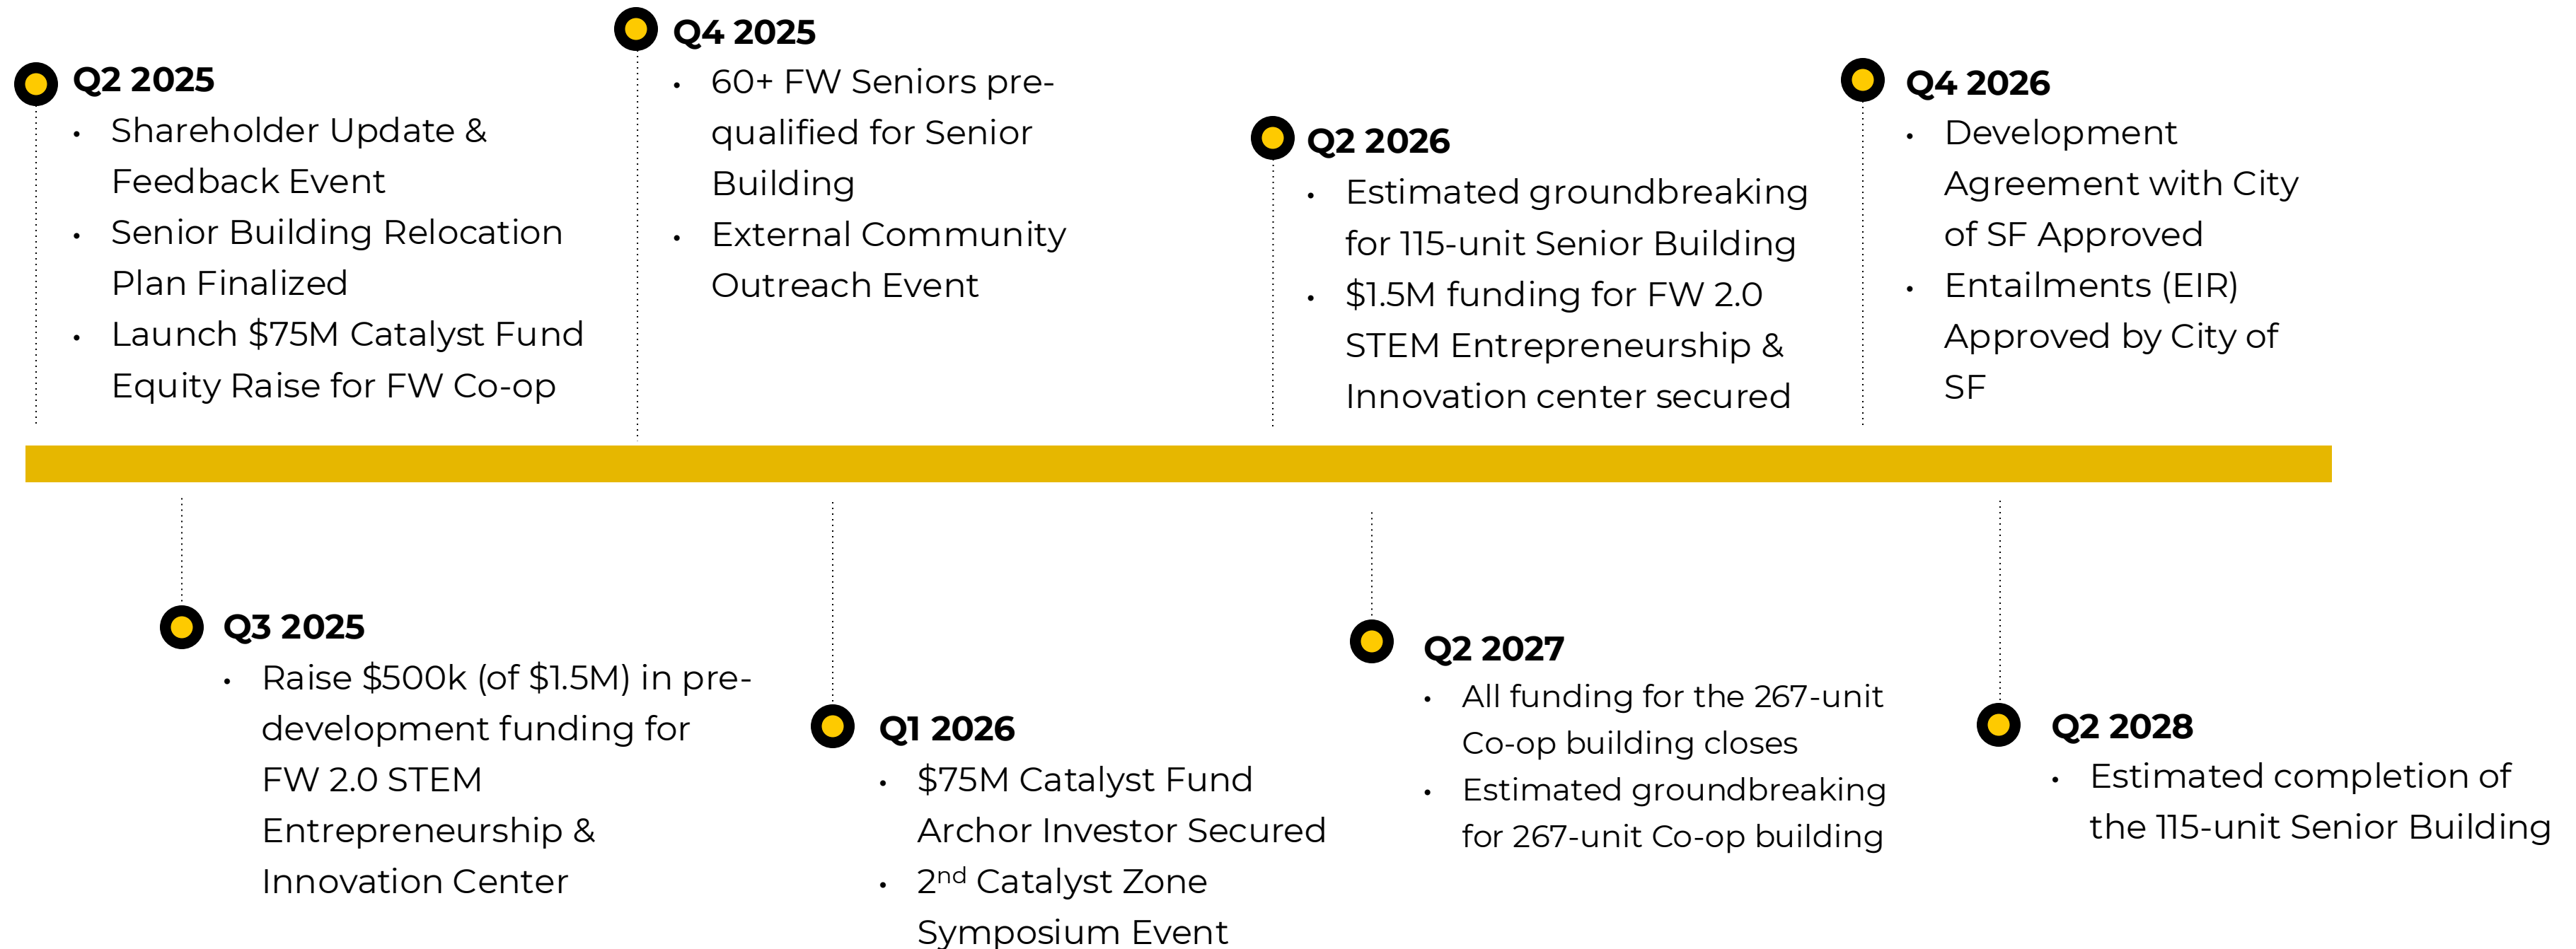 Q2 2025
• Shareholder Update &
Feedback Event
• Senior Building Relocation
Plan Finalized
• Launch $75M Catalyst Fund
Equity Raise for FW Co-op
Q4 2025
• 60+ FW Seniors pre-
qualified for Senior
Building
• External Community
Outreach Event
Q2 2026
• Estimated groundbreaking
for 115-unit Senior Building
• $1.5M funding for FW 2.0
STEM Entrepreneurship &
Innovation center secured
Q4 2026
• Development
Agreement with City
of SF Approved
• Entailments (EIR)
Approved by City of
SF
Q3 2025
• Raise $500k (of $1.5M) in pre-
development funding for
FW 2.0 STEM
Entrepreneurship &
Innovation Center
Q1 2026
• $75M Catalyst Fund
Archor Investor Secured
• 2nd Catalyst Zone
Symposium Event
Q2 2027
• All funding for the 267-unit
Co-op building closes
• Estimated groundbreaking
for 267-unit Co-op building
Q2 2028
• Estimated completion of
the 115-unit Senior Building